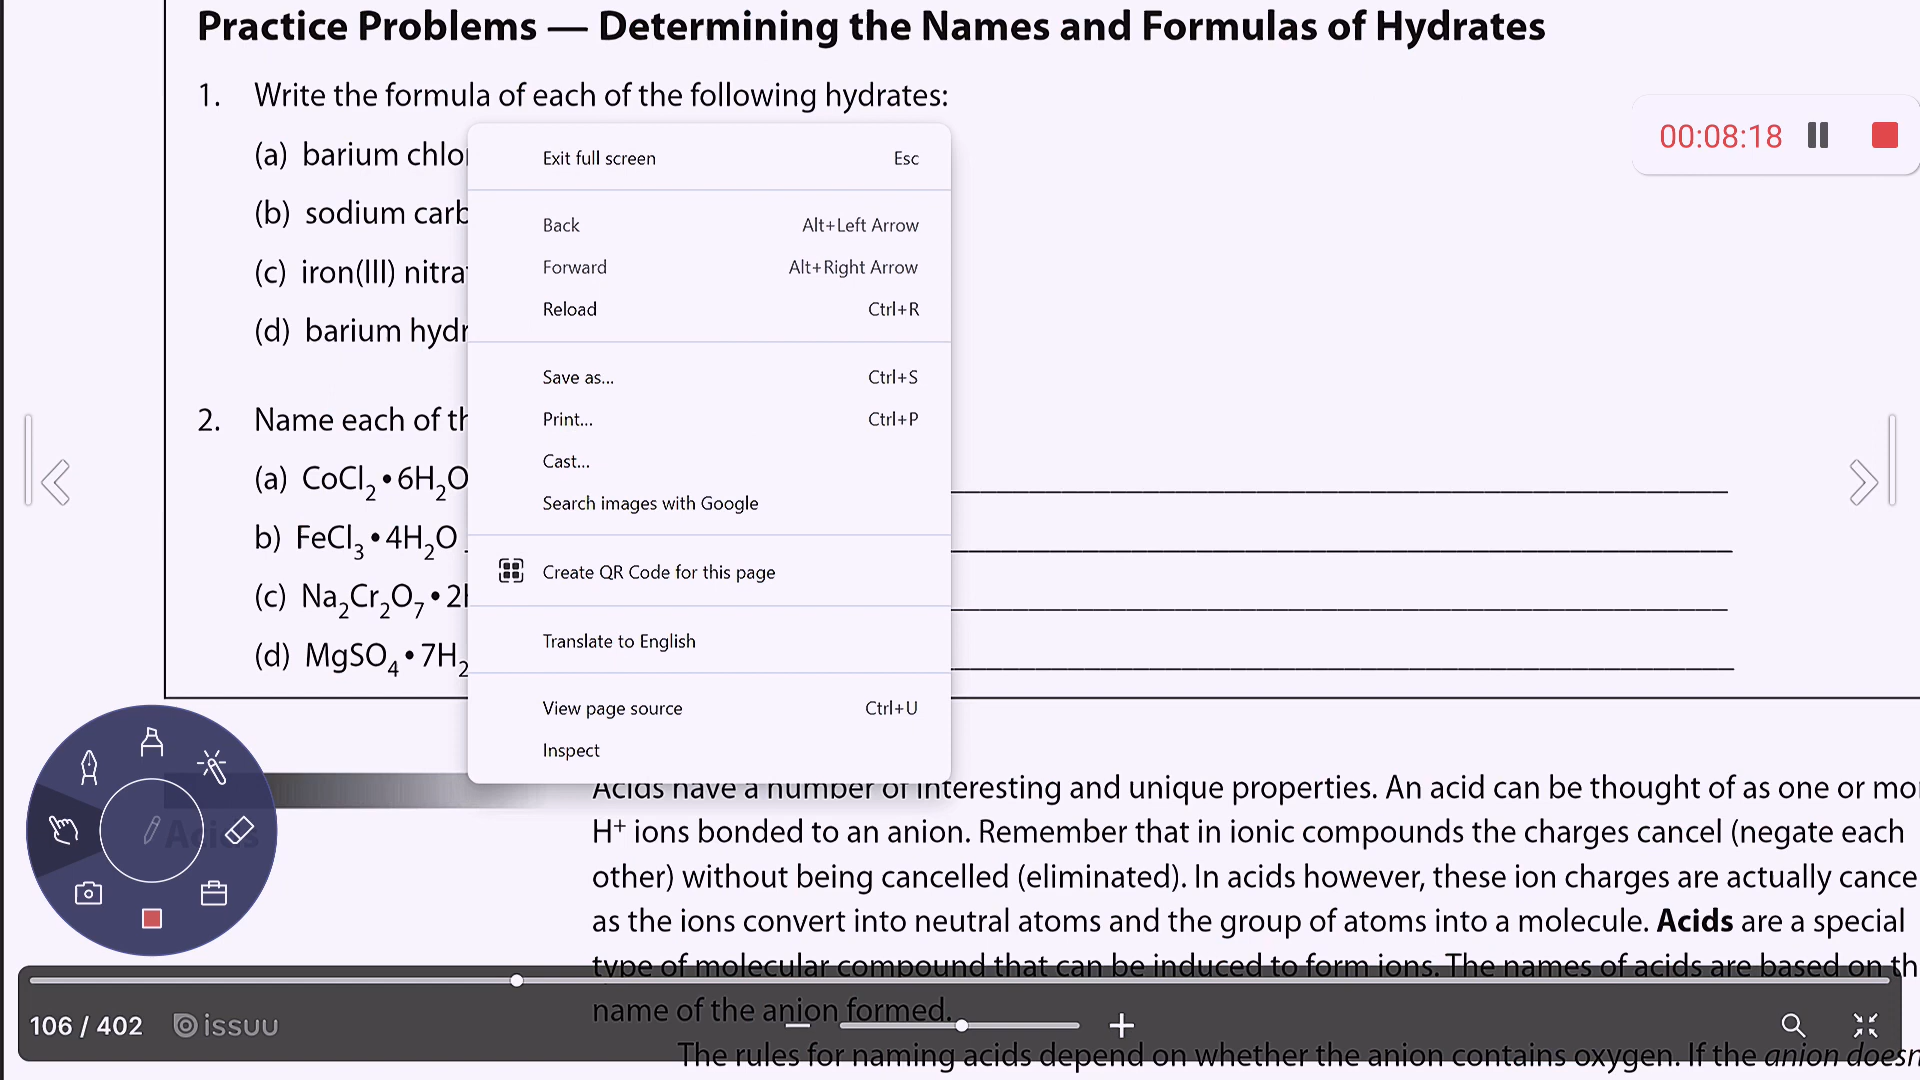 Practice Problems — Determining the Names and Formulas of Hydrates
1. Write the formula of each of the following hydrates:
(a) barium chlo
(b) sodium carb
(c) iron(III) nitra
(d) barium hydr
2. Name each of th
(a) CoCl₂•6H₂O
b) FeCl₃•4H₂O
(c) Na₂Cr₂O₇•2H
(d) MgSO₄•7H₂
Exit full screen Esc
Back Alt+Left Arrow
Forward Alt+Right Arrow
Reload Ctrl+R
Save as... Ctrl+S
Print... Ctrl+P
Cast...
Search images with Google
Create QR Code for this page
Translate to English
View page source Ctrl+U
Inspect
00:08:18
Acids
Acids have a number of interesting and unique properties. An acid can be thought of as one or mo
H⁺ ions bonded to an anion. Remember that in ionic compounds the charges cancel (negate each
other) without being cancelled (eliminated). In acids however, these ion charges are actually cance
as the ions convert into neutral atoms and the group of atoms into a molecule. Acids are a special
type of molecular compound that can be induced to form ions. The names of acids are based on th
name of the anion formed.
The rules for naming acids depend on whether the anion contains oxygen. If the anion doesn
106 / 402 issuu